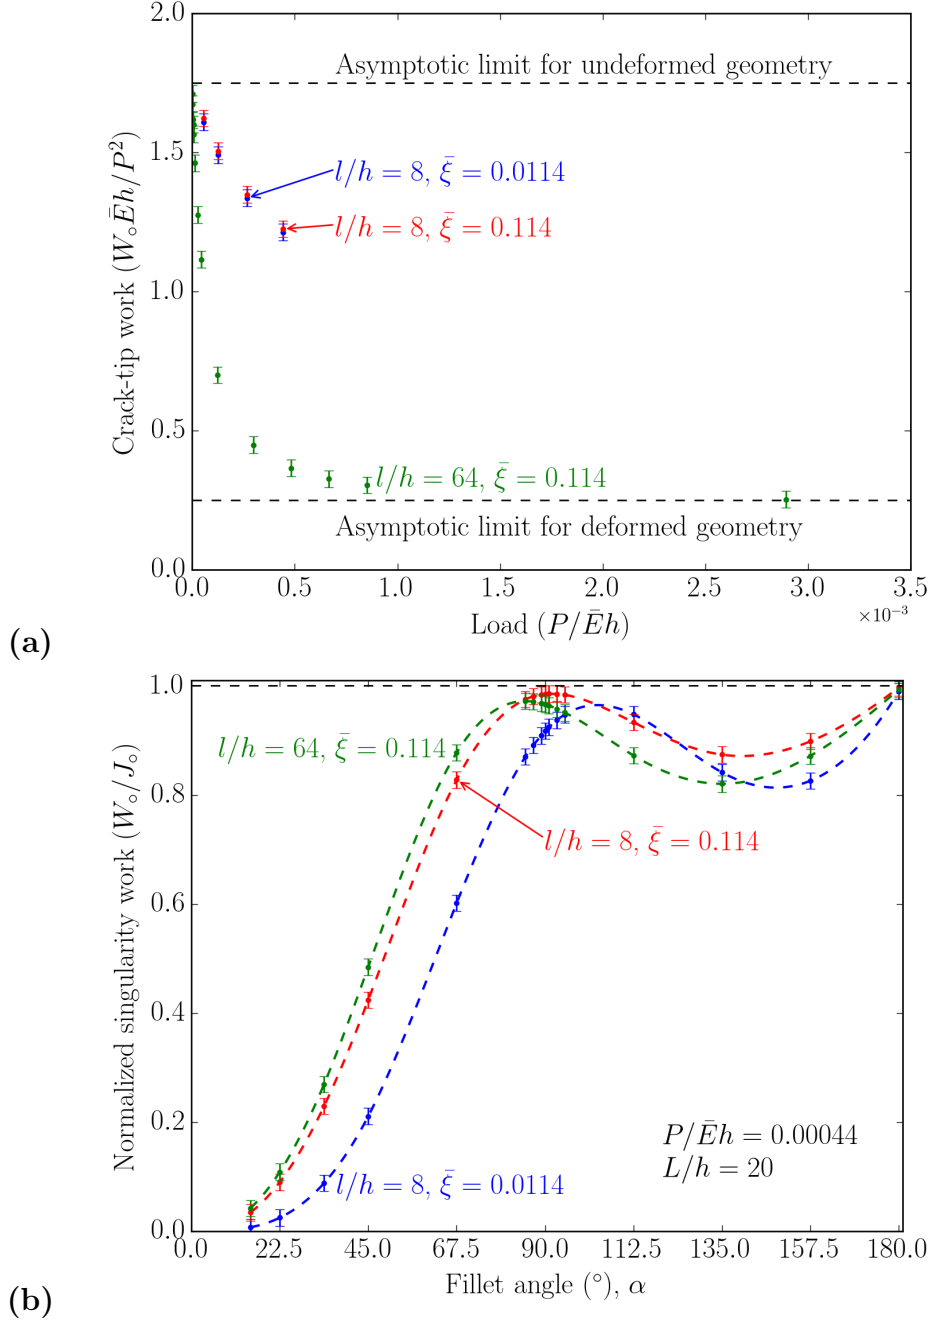 2.0
Asymptotic limit for undeformed geometry
1.5
l/h = 8, ξ̄ = 0.0114
l/h = 8, ξ̄ = 0.114
1.0
Crack-tip work (W∘Ēh/P²)
0.5
l/h = 64, ξ̄ = 0.114
Asymptotic limit for deformed geometry
0.0
0.0 0.5 1.0 1.5 2.0 2.5 3.0 3.5
×10⁻³
Load (P/Ēh)
(a)
1.0
l/h = 64, ξ̄ = 0.114
0.8
l/h = 8, ξ̄ = 0.114
0.6
Normalized singularity work (W∘/J∘)
0.4
0.2
P/Ēh = 0.00044
L/h = 20
l/h = 8, ξ̄ = 0.0114
0.0
0.0 22.5 45.0 67.5 90.0 112.5 135.0 157.5 180.0
Fillet angle (°), α
(b)